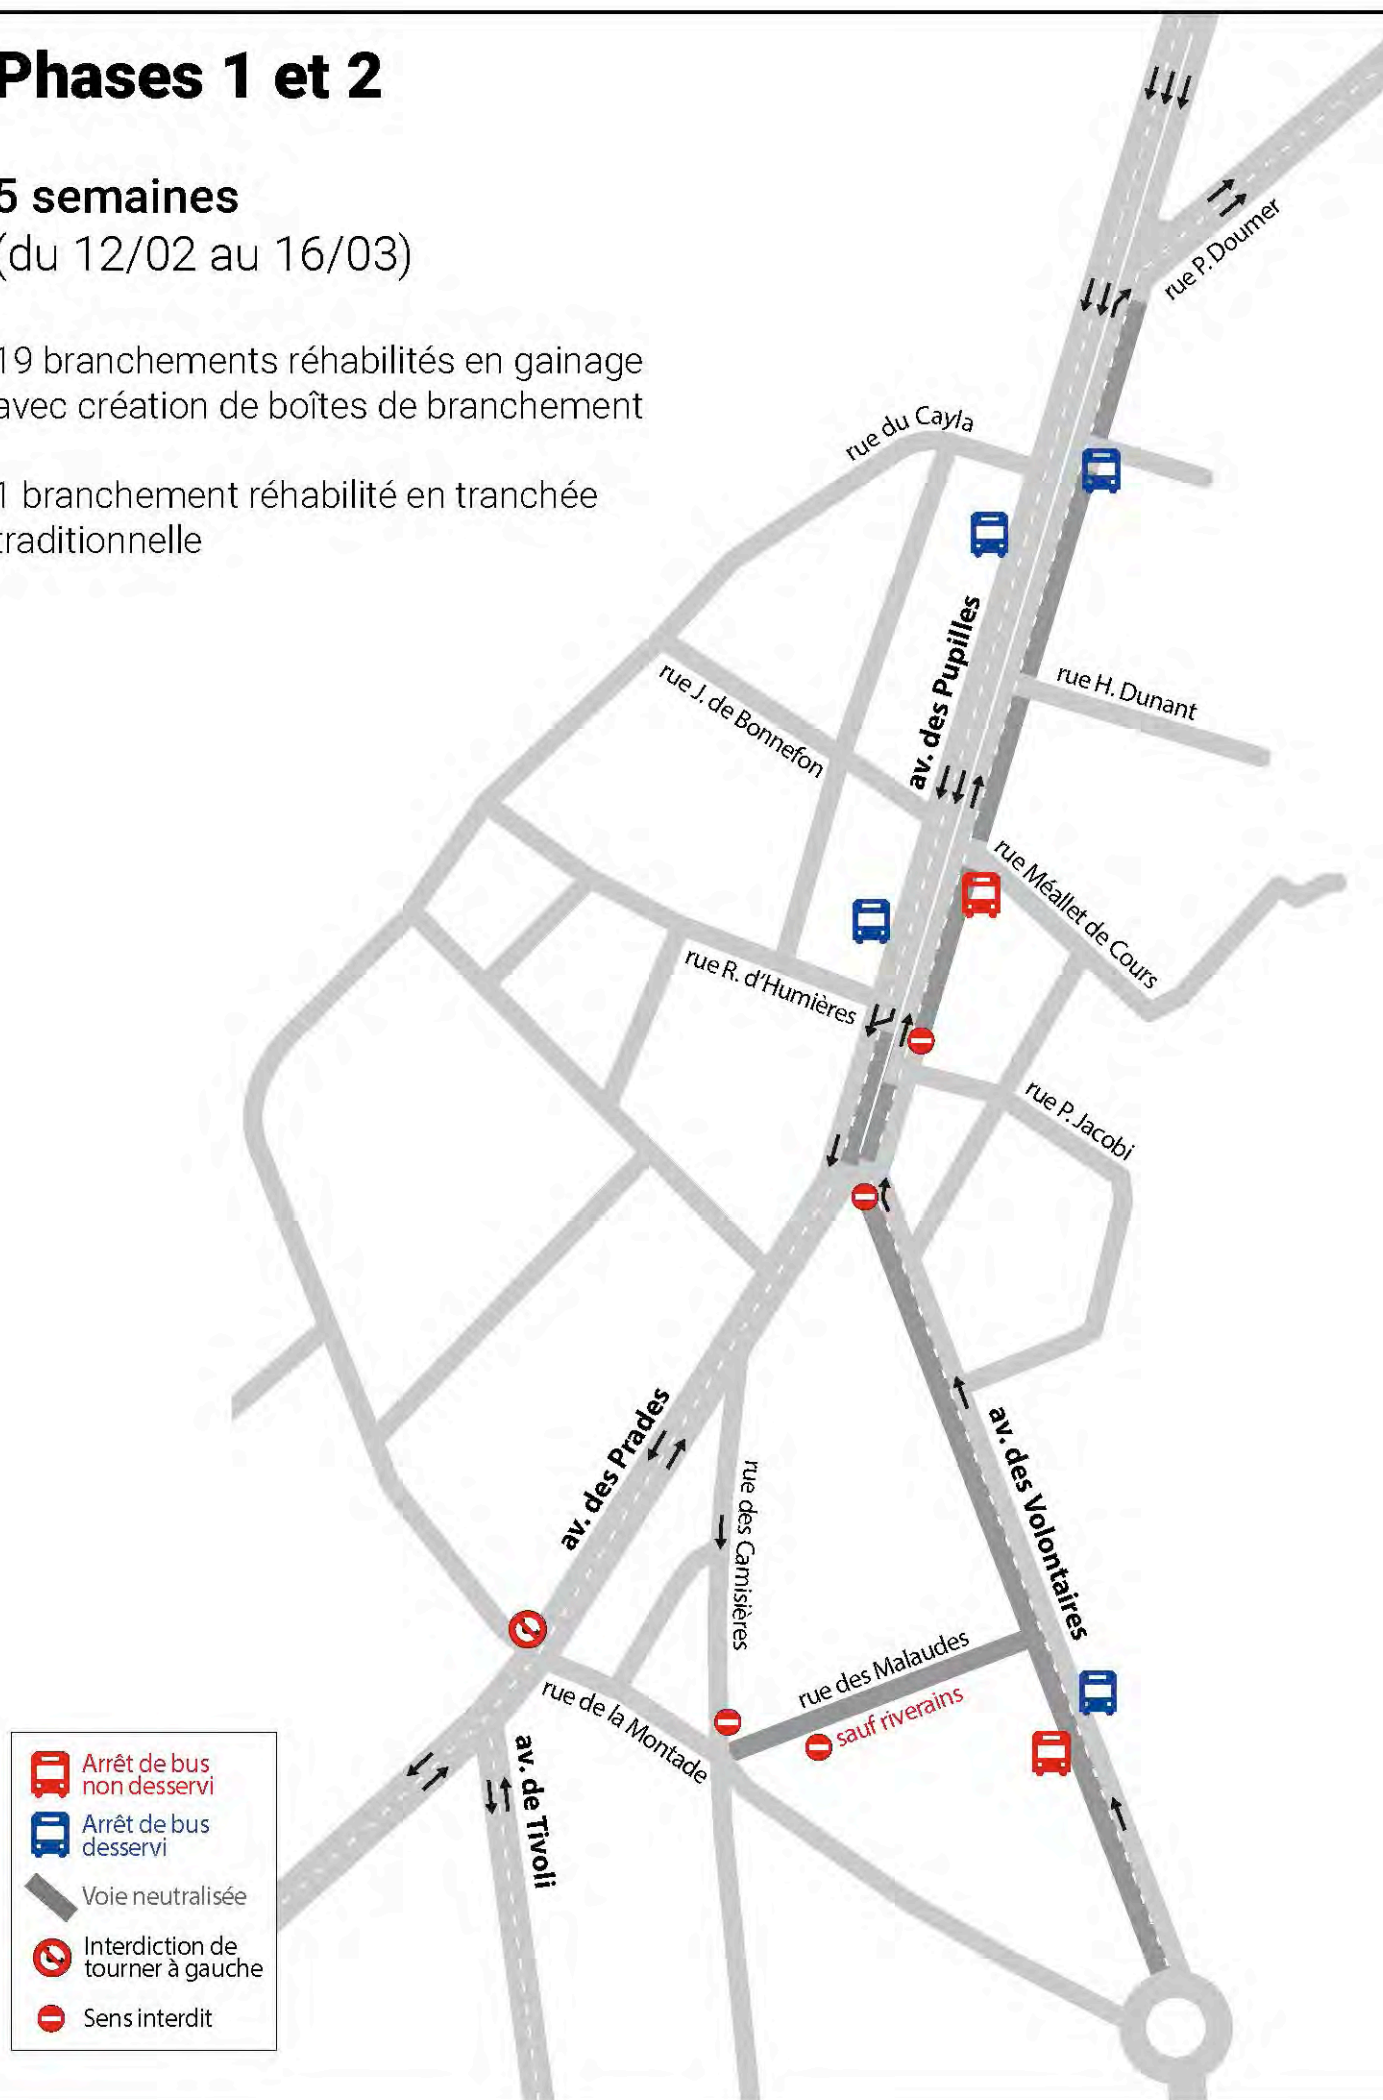 Phases 1 et 2
5 semaines
(du 12/02 au 16/03)
19 branchements réhabilités en gainage
avec création de boîtes de branchement
1 branchement réhabilité en tranchée
traditionnelle
rue P. Doumer
rue du Cayla
av. des Pupilles
rue H. Dunant
rue J. de Bonnefon
rue Méallet de Cours
rue R. d'Humières
rue P. Jacobi
av. des Prades
av. des Volontaires
rue des Camisières
rue des Malaudes
sauf riverains
rue de la Montade
av. de Tivoli
Arrêt de bus
non desservi
Arrêt de bus
desservi
Voie neutralisée
Interdiction de
tourner à gauche
Sens interdit